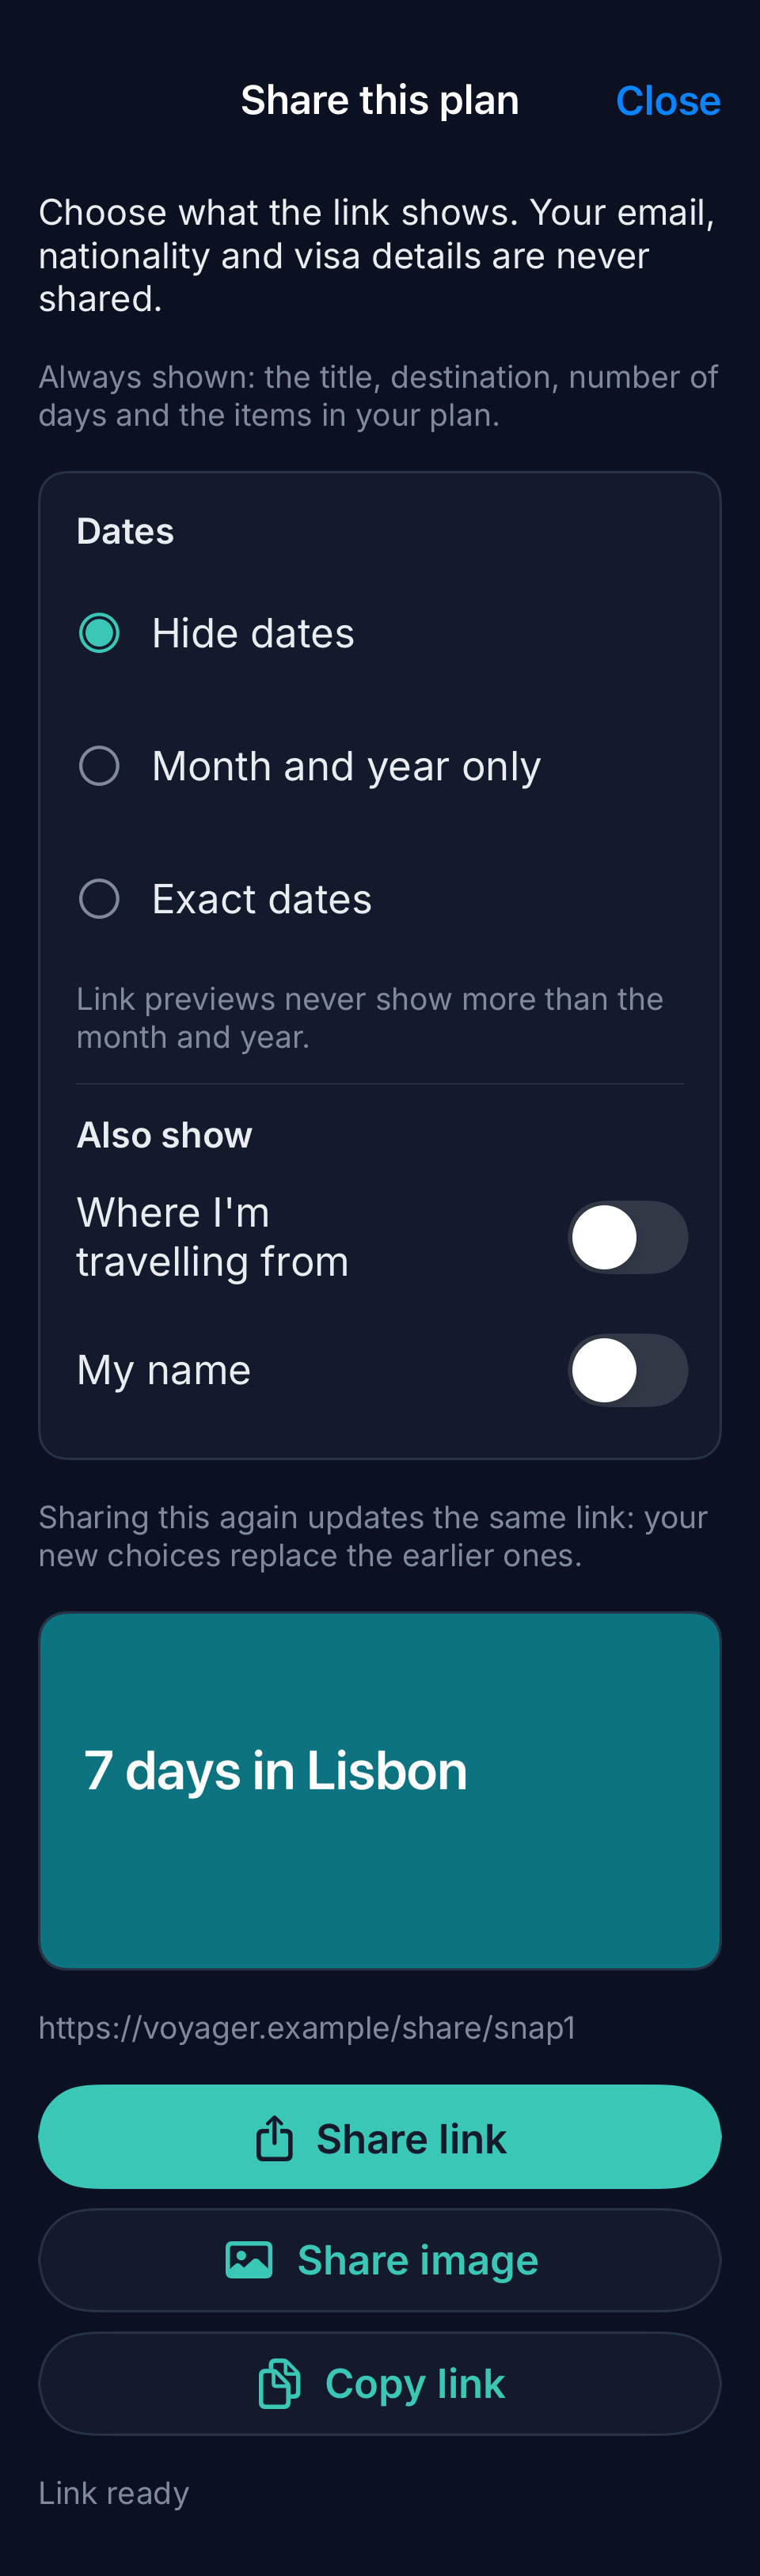 Share this plan
Close
Choose what the link shows. Your email,
nationality and visa details are never
shared.
Always shown: the title, destination, number of
days and the items in your plan.
Dates
Hide dates
Month and year only
Exact dates
Link previews never show more than the
month and year.
Also show
Where I'm
travelling from
My name
Sharing this again updates the same link: your
new choices replace the earlier ones.
7 days in Lisbon
https://voyager.example/share/snap1
Share link
Share image
Copy link
Link ready